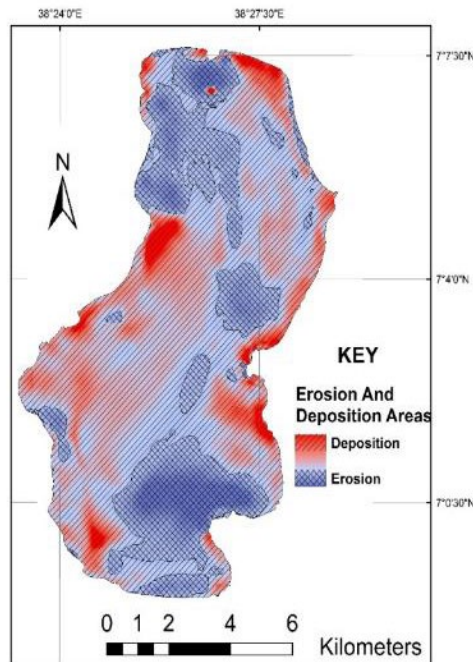 38°24'0"E 38°27'30"E
7°7'30"N
N
7°4'0"N
KEY
Erosion And
Deposition Areas
Deposition
Erosion
7°0'30"N
0 1 2 4 6
Kilometers